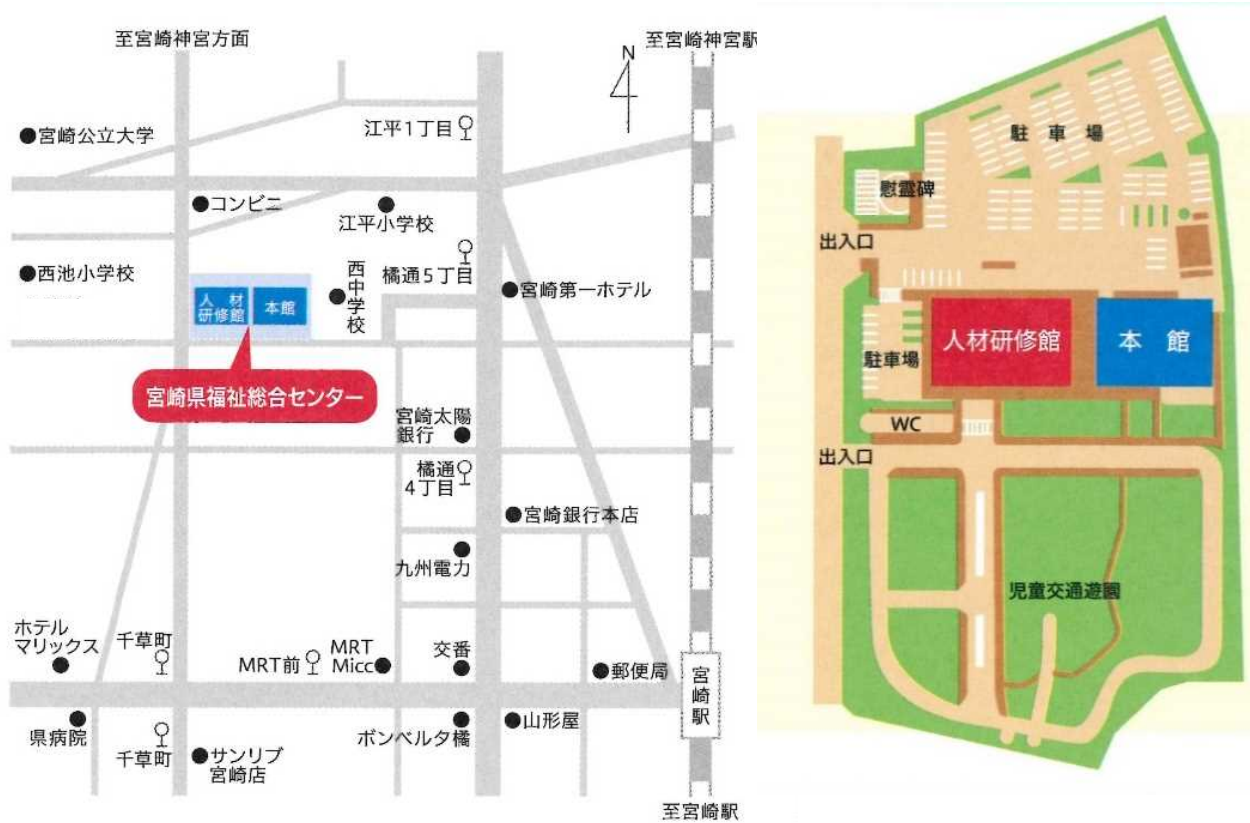 至宮崎神宮方面
至宮崎神宮駅
N
宮崎公立大学
江平1丁目
コンビニ
江平小学校
西池小学校
橘通5丁目
西中学校
宮崎第一ホテル
人 材
研修館
本館
宮崎県福祉総合センター
宮崎太陽
銀行
橘通
4丁目
宮崎銀行本店
九州電力
ホテル
マリックス
千草町
MRT前
MRT
Micc
交番
郵便局
宮崎駅
県病院
千草町
サンリブ
宮崎店
ボンベルタ橘
山形屋
至宮崎駅
駐 車 場
慰霊碑
出入口
人材研修館
本 館
駐車場
WC
出入口
児童交通遊園